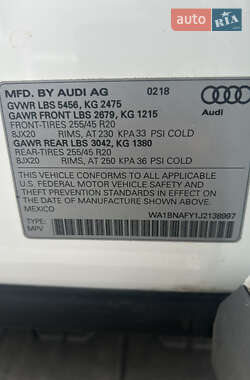 MFD. BY AUDI AG 0218
GVWR LBS 5456, KG 2475
GAWR FRONT LBS 2679, KG 1215
FRONT-TIRES 255/45 R20
8JX20 RIMS, AT 230 KPA 33 PSI COLD
GAWR REAR LBS 3042, KG 1380
REAR-TIRES 255/45 R20
8JX20 RIMS, AT 250 KPA 36 PSI COLD
Audi
THIS VEHICLE CONFORMS TO ALL APPLICABLE
U.S. FEDERAL MOTOR VEHICLE SAFETY AND
THEFT PREVENTION STANDARDS IN EFFECT ON
THE DATE OF MANUFACTURE SHOWN ABOVE.
MEXICO WA1BNAFY1J2138997
TYPE:
MPV